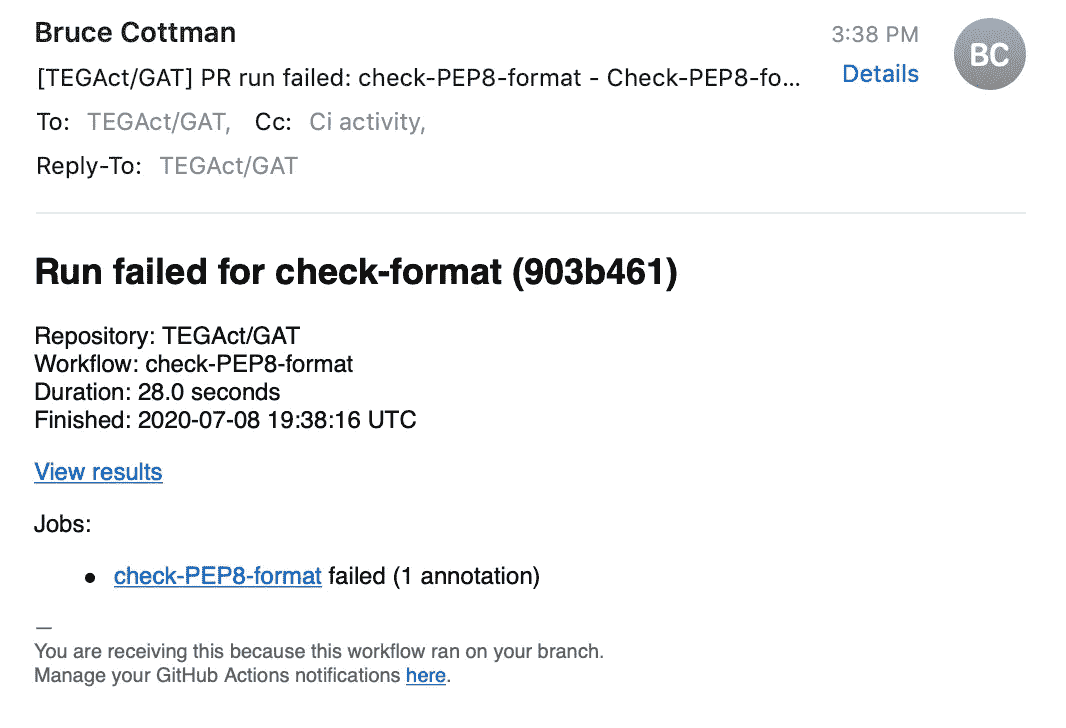 Bruce Cottman
3:38 PM
BC
[TEGAct/GAT] PR run failed: check-PEP8-format - Check-PEP8-fo...
Details
To: TEGAct/GAT, Cc: Ci activity,
Reply-To: TEGAct/GAT
Run failed for check-format (903b461)
Repository: TEGAct/GAT
Workflow: check-PEP8-format
Duration: 28.0 seconds
Finished: 2020-07-08 19:38:16 UTC
View results
Jobs:
● check-PEP8-format failed (1 annotation)
—
You are receiving this because this workflow ran on your branch.
Manage your GitHub Actions notifications here.